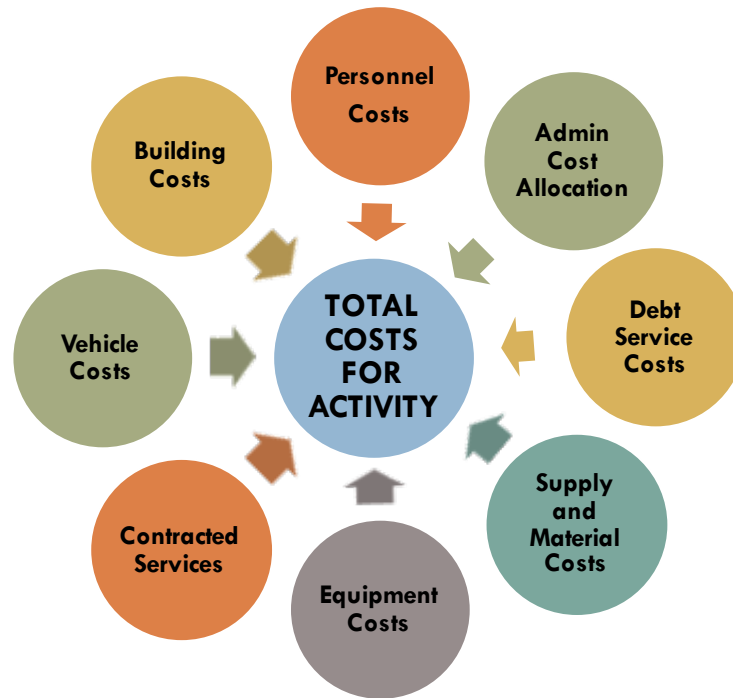 Personnel
Costs
Admin
Cost
Allocation
Debt
Service
Costs
Supply
and
Material
Costs
Equipment
Costs
Contracted
Services
Vehicle
Costs
Building
Costs
TOTAL
COSTS
FOR
ACTIVITY